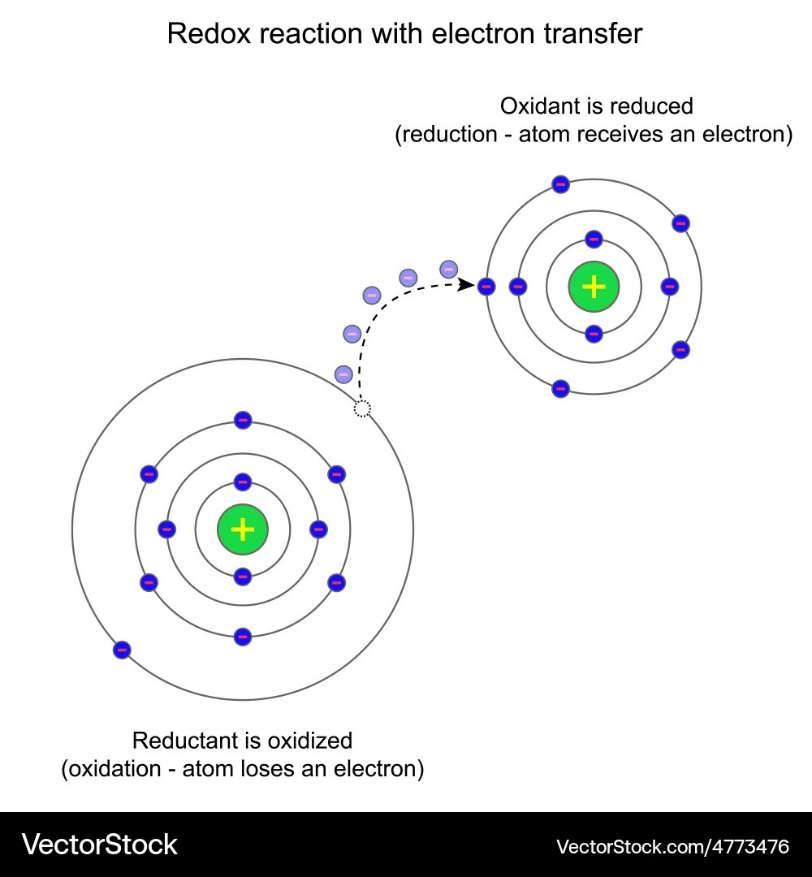 Redox reaction with electron transfer
Oxidant is reduced
(reduction - atom receives an electron)
Reductant is oxidized
(oxidation - atom loses an electron)
VectorStock
VectorStock.com/4773476